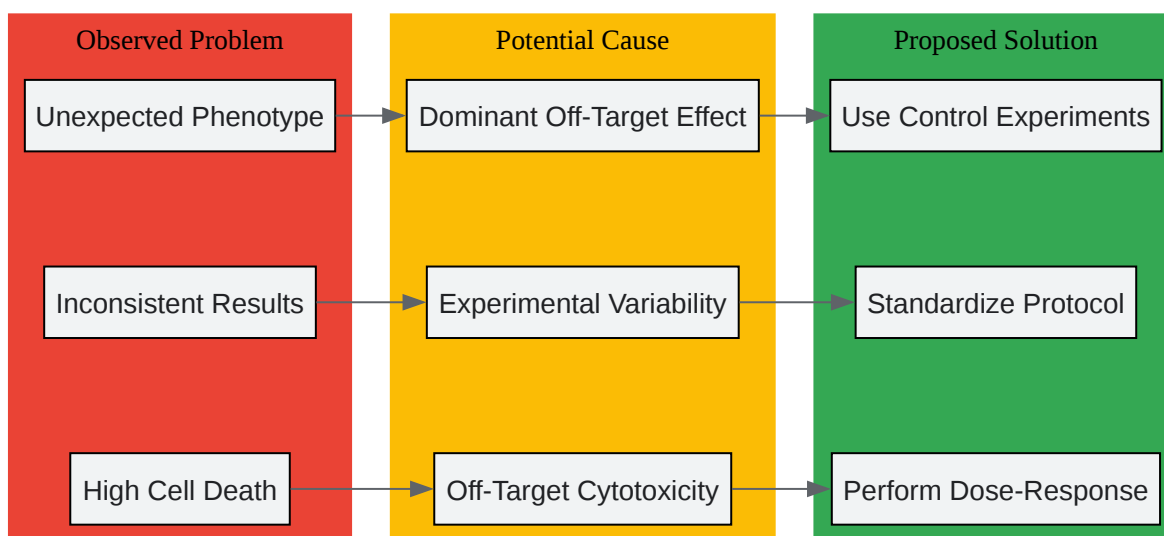 Observed Problem
Potential Cause
Proposed Solution
Unexpected Phenotype
Dominant Off-Target Effect
Use Control Experiments
Inconsistent Results
Experimental Variability
Standardize Protocol
High Cell Death
Off-Target Cytotoxicity
Perform Dose-Response